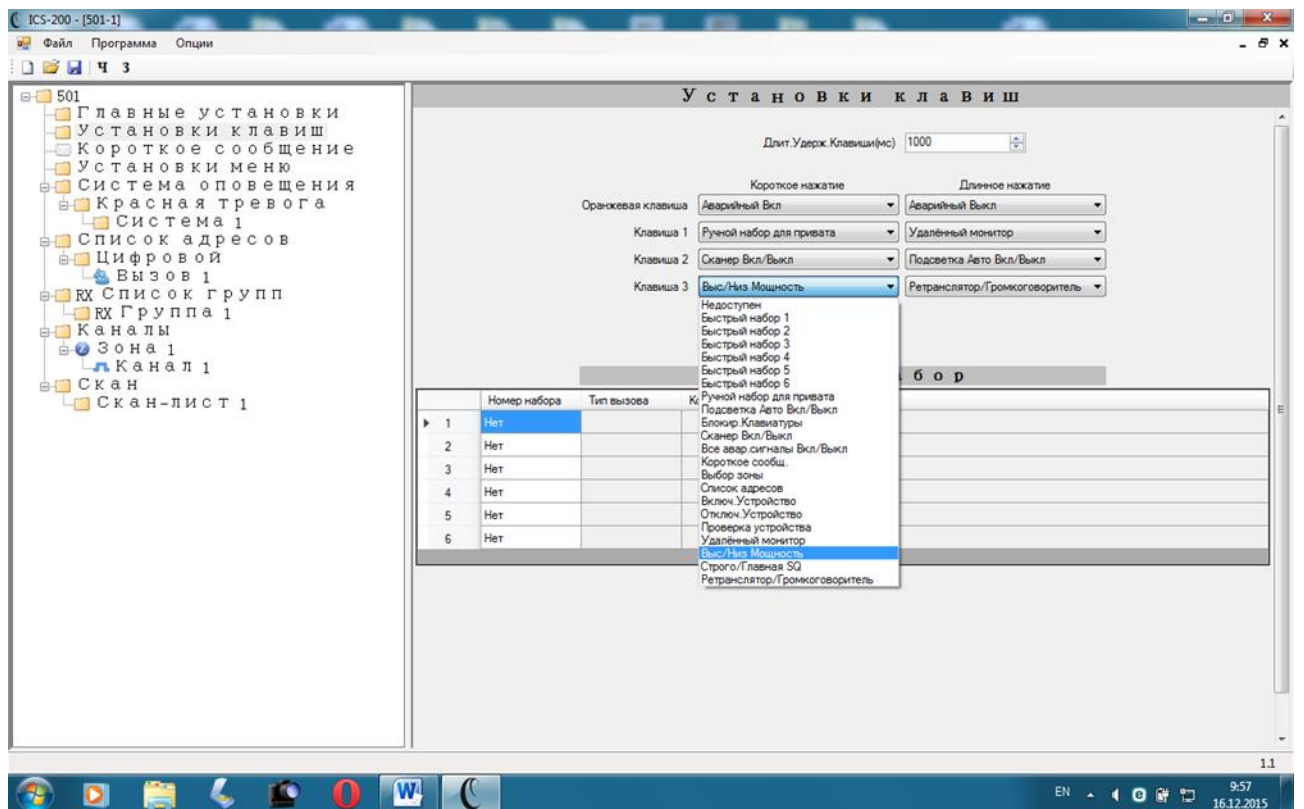 ICS-200 - [501-1]
Файл Программа Опции
Ч З
501
Главные установки
Установки клавиш
Короткое сообщение
Установки меню
Система оповещения
Красная тревога
Система 1
Список адресов
Цифровой
Вызов 1
RX Список групп
RX Группа 1
Каналы
Зона 1
Канал 1
Скан
Скан-лист 1
Установки клавиш
Длит.Удерж.Клавиши(мс) 1000
Короткое нажатие Длинное нажатие
Оранжевая клавиша Аварийный Вкл Аварийный Выкл
Клавиша 1 Ручной набор для привата Удалённый монитор
Клавиша 2 Сканер Вкл/Выкл Подсветка Авто Вкл/Выкл
Клавиша 3 Выс/Низ Мощность Ретранслятор/Громкоговоритель
Недоступен
Быстрый набор 1
Быстрый набор 2
Быстрый набор 3
Быстрый набор 4
Быстрый набор 5
Быстрый набор 6
Ручной набор для привата
Подсветка Авто Вкл/Выкл
Блокир.Клавиатуры
Сканер Вкл/Выкл
Все авар.сигналы Вкл/Выкл
Короткое сообщ.
Выбор зоны
Список адресов
Включ.Устройство
Отключ.Устройство
Проверка устройства
Удалённый монитор
Выс/Низ Мощность
Строго/Главная SQ
Ретранслятор/Громкоговоритель
бор
Номер набора Тип вызова
1 Нет
2 Нет
3 Нет
4 Нет
5 Нет
6 Нет
1.1
EN 9:57
16.12.2015